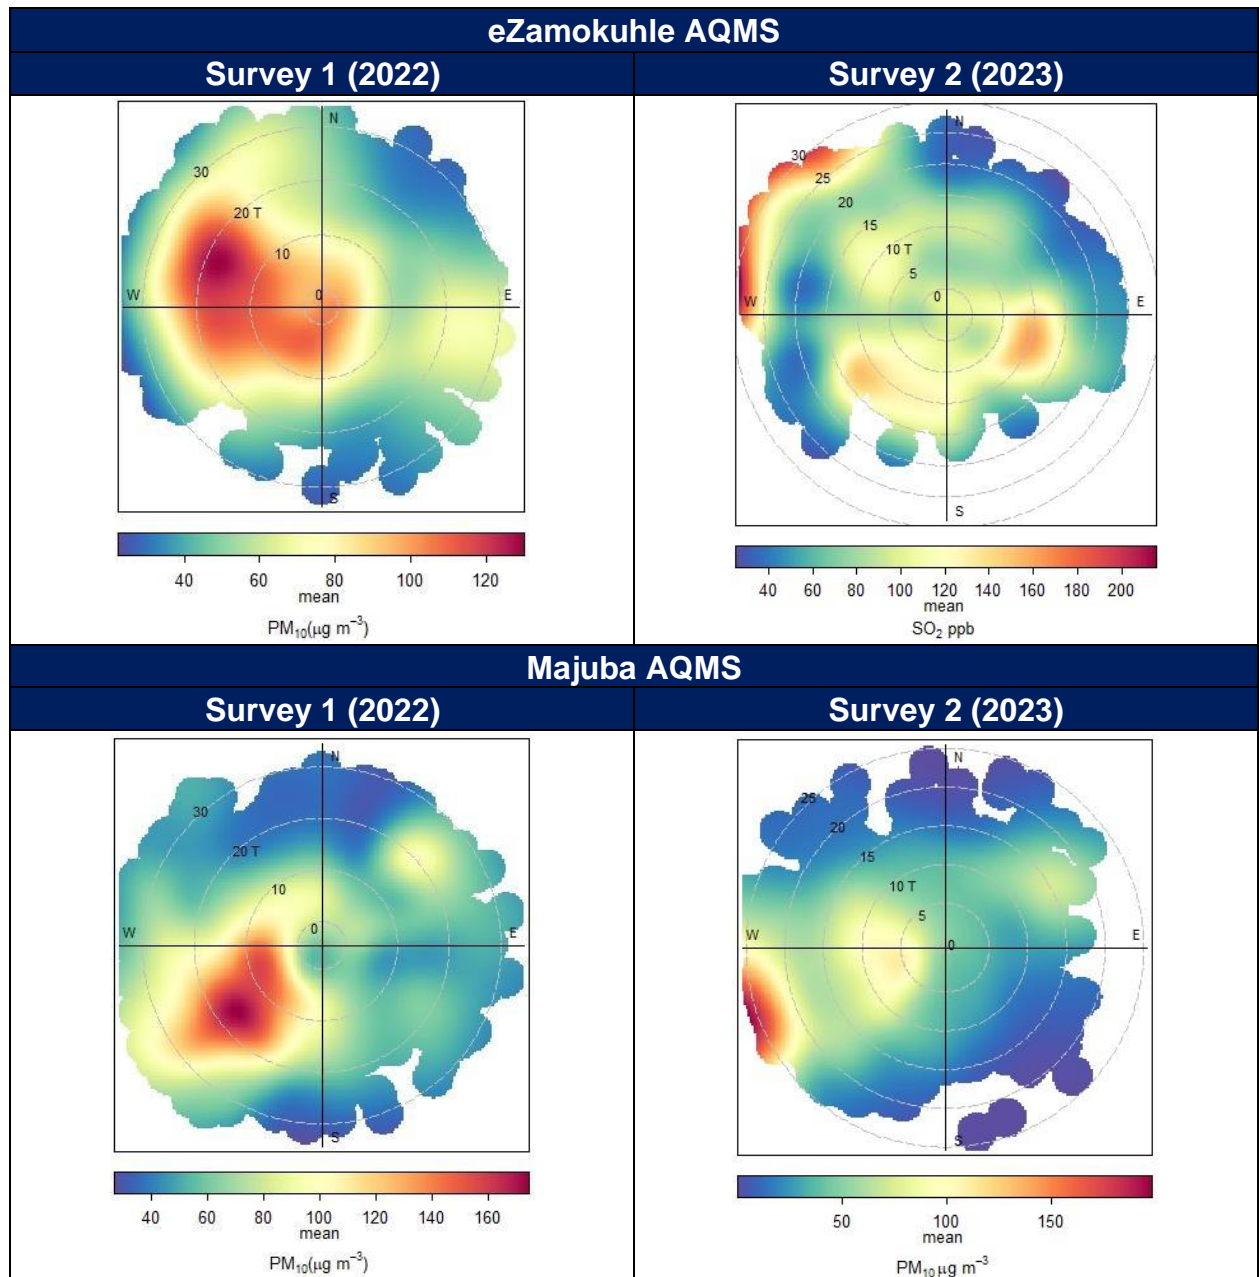 eZamokuhle AQMS
Survey 1 (2022)
Survey 2 (2023)
N
30
20 T
10
0
W
E
S
40 60 80 100 120
mean
PM10(μg m−3)
N
30
25
20
15
10 T
5
0
W
E
S
40 60 80 100 120 140 160 180 200
mean
SO2 ppb
Majuba AQMS
Survey 1 (2022)
Survey 2 (2023)
N
30
20 T
10
0
W
E
S
40 60 80 100 120 140 160
mean
PM10(μg m−3)
N
25
20
15
10 T
5
0
W
E
S
50 100 150
mean
PM10 μg m−3